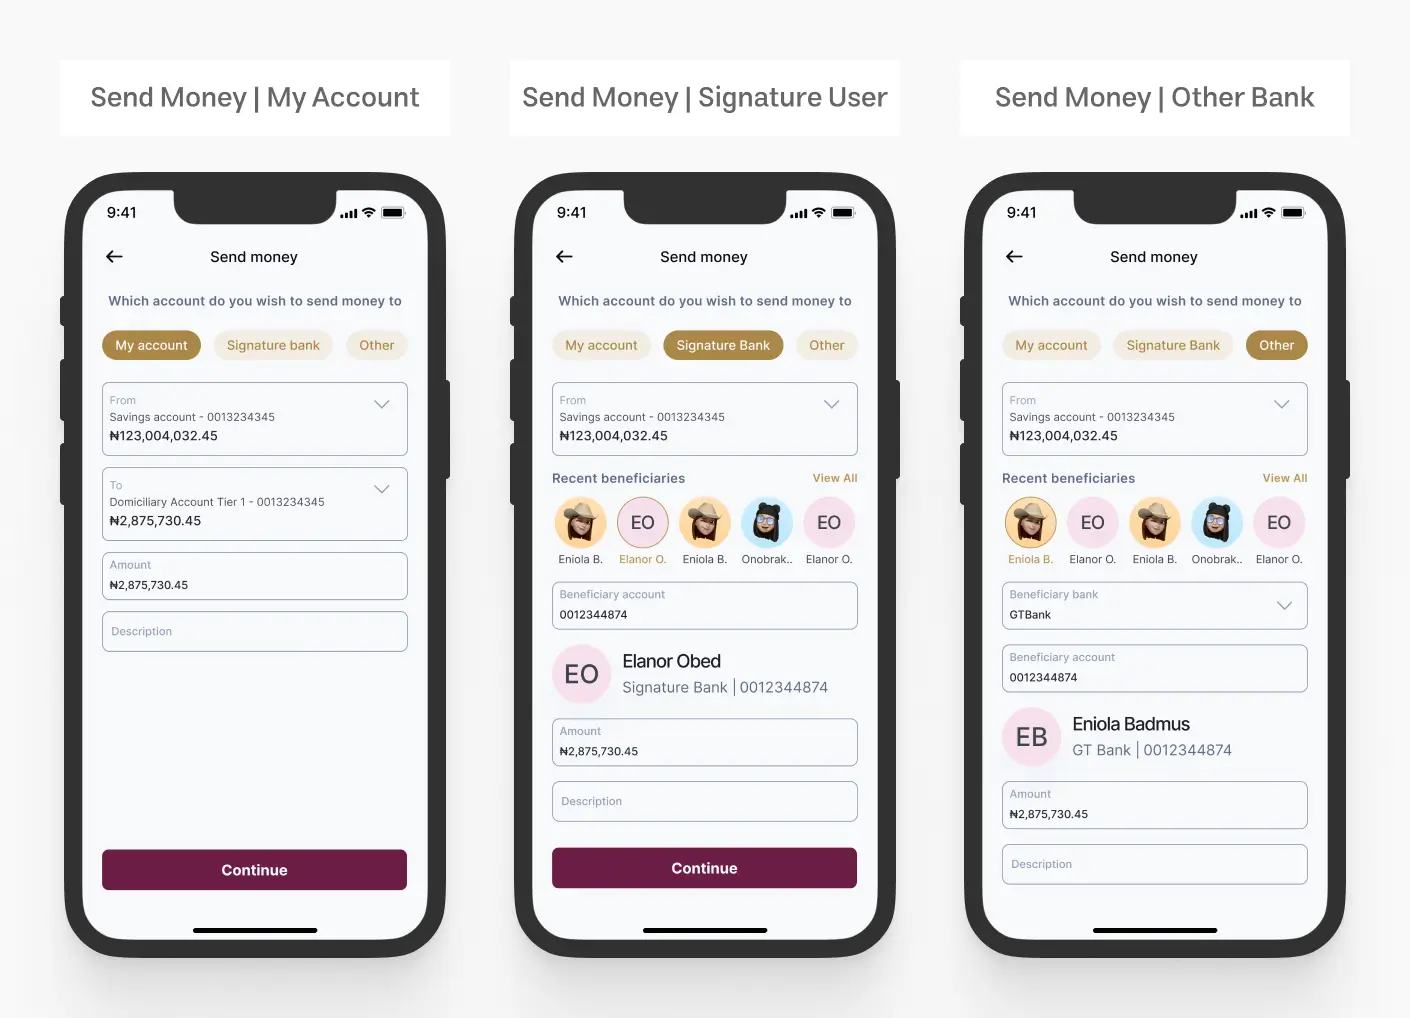 Send Money | My Account
9:41
Send money
Which account do you wish to send money to
My account Signature bank Other
From
Savings account - 0013234345
₦123,004,032.45
To
Domiciliary Account Tier 1 - 0013234345
₦2,875,730.45
Amount
₦2,875,730.45
Description
Continue
Send Money | Signature User
9:41
Send money
Which account do you wish to send money to
My account Signature Bank Other
From
Savings account - 0013234345
₦123,004,032.45
Recent beneficiaries View All
EO EO
Eniola B. Elanor O. Eniola B. Onobrak.. Elanor O.
Beneficiary account
0012344874
EO
Elanor Obed
Signature Bank | 0012344874
Amount
₦2,875,730.45
Description
Continue
Send Money | Other Bank
9:41
Send money
Which account do you wish to send money to
My account Signature Bank Other
From
Savings account - 0013234345
₦123,004,032.45
Recent beneficiaries View All
EO EO
Eniola B. Elanor O. Eniola B. Onobrak.. Elanor O.
Beneficiary bank
GTBank
Beneficiary account
0012344874
EB
Eniola Badmus
GT Bank | 0012344874
Amount
₦2,875,730.45
Description